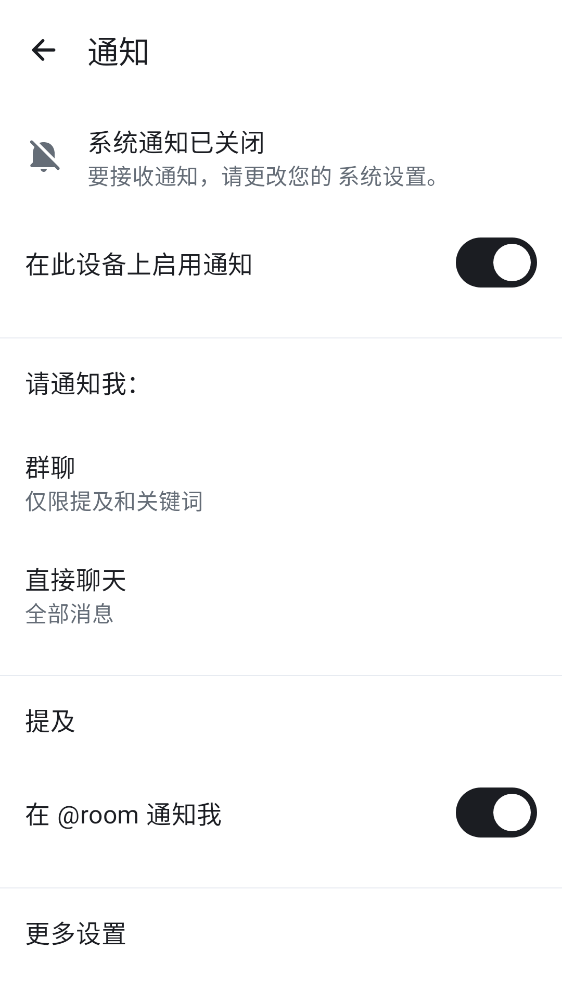 通知
系统通知已关闭
要接收通知，请更改您的 系统设置。
在此设备上启用通知
请通知我：
群聊
仅限提及和关键词
直接聊天
全部消息
提及
在 @room 通知我
更多设置